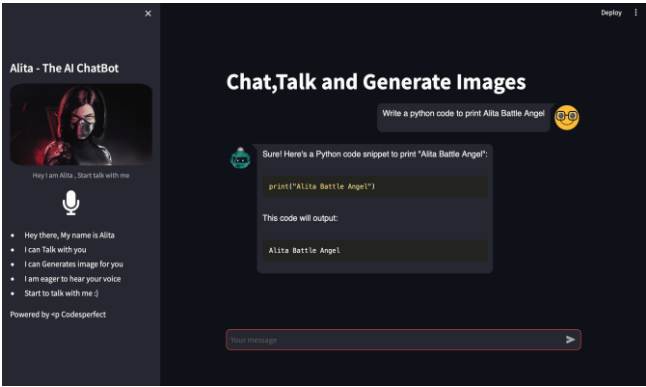 Deploy
Alita - The AI ChatBot
Hey I am Alita , Start talk with me
Hey there, My name is Alita
I can Talk with you
I can Generates image for you
I am eager to hear your voice
Start to talk with me :)
Powered by <p Codesperfect
Chat,Talk and Generate Images
Write a python code to print Alita Battle Angel
Sure! Here's a Python code snippet to print "Alita Battle Angel":
print("Alita Battle Angel")
This code will output:
Alita Battle Angel
Your message